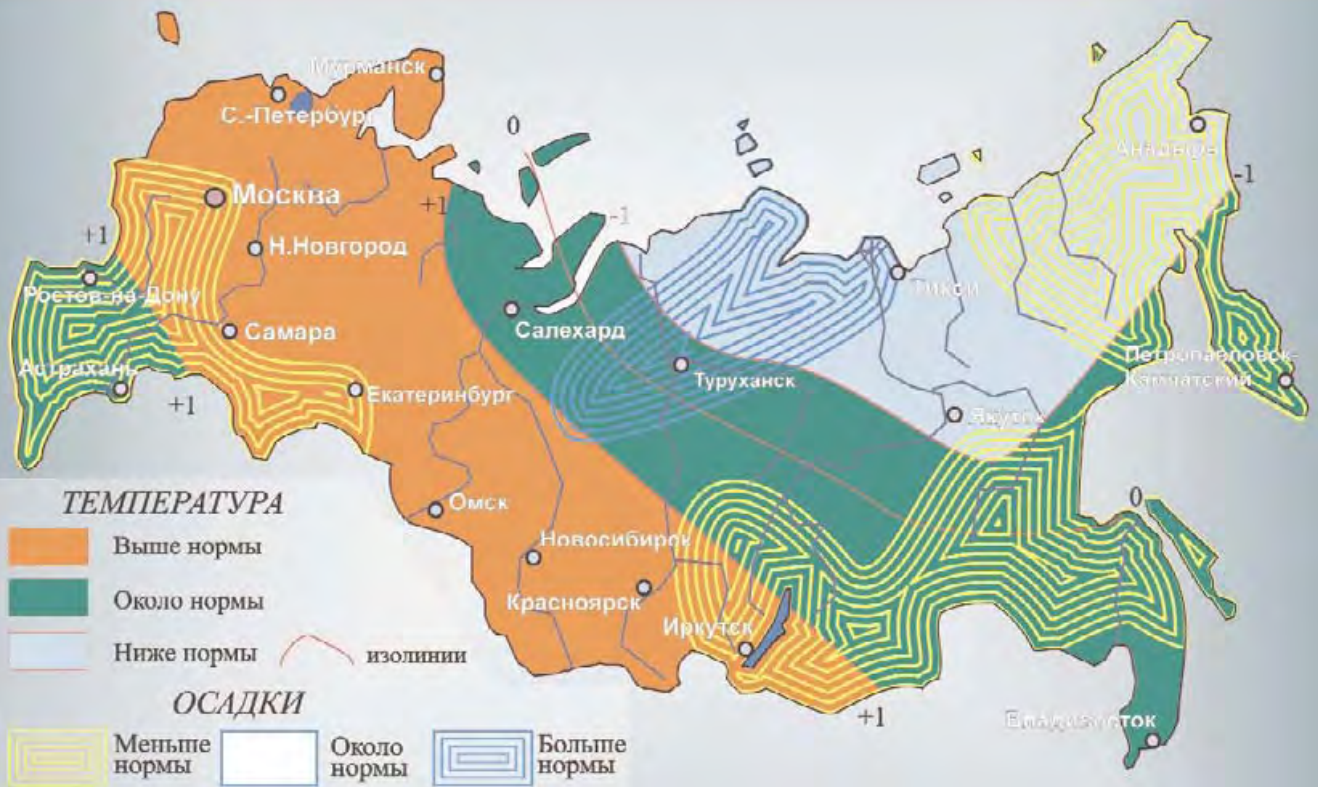 Мурманск
С.-Петербург
0
Анадырь
Москва
-1
+1
-1
+1
Н.Новгород
Ростов-на-Дону
Тикси
Салехард
Самара
Петропавловск-
Камчатский
Туруханск
Астрахань
Екатеринбург
+1
Якутск
ТЕМПЕРАТУРА
Омск
0
Выше нормы
Новосибирск
Около нормы
Красноярск
Иркутск
Ниже пормы
изолинии
ОСАДКИ
+1
Владивосток
Меньше
нормы
Около
нормы
Больше
нормы